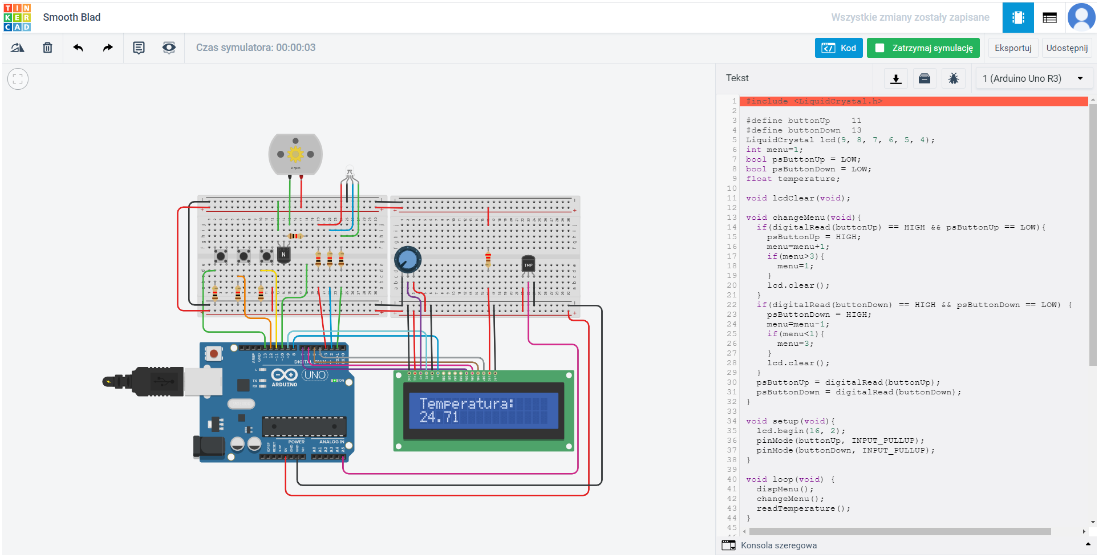 TIN
KER
CAD
Smooth Blad
Wszystkie zmiany zostały zapisane
Czas symulatora: 00:00:03
Kod
Zatrzymaj symulację
Eksportuj
Udostępnij
Tekst
1 (Arduino Uno R3)
1 #include <LiquidCrystal.h>
2
3 #define buttonUp    11
4 #define buttonDown  13
5 LiquidCrystal lcd(9, 8, 7, 6, 5, 4);
6 int menu=1;
7 bool psButtonUp = LOW;
8 bool psButtonDown = LOW;
9 float temperature;
10
11 void lcdClear(void);
12
13 void changeMenu(void){
14   if(digitalRead(buttonUp) == HIGH && psButtonUp == LOW){
15     psButtonUp = HIGH;
16     menu=menu+1;
17     if(menu>3){
18       menu=1;
19     }
20     lcd.clear();
21   }
22   if(digitalRead(buttonDown) == HIGH && psButtonDown == LOW) {
23     psButtonDown = HIGH;
24     menu=menu-1;
25     if(menu<1){
26       menu=3;
27     }
28     lcd.clear();
29   }
30   psButtonUp = digitalRead(buttonUp);
31   psButtonDown = digitalRead(buttonDown);
32 }
33
34 void setup(void){
35   lcd.begin(16, 2);
36   pinMode(buttonUp, INPUT_PULLUP);
37   pinMode(buttonDown, INPUT_PULLUP);
38 }
39
40 void loop(void) {
41   dispMenu();
42   changeMenu();
43   readTemperature();
44 }
45
Konsola szeregowa
N
TMP
UNO
ARDUINO
POWER
ANALOG IN
Temperatura:
24.71